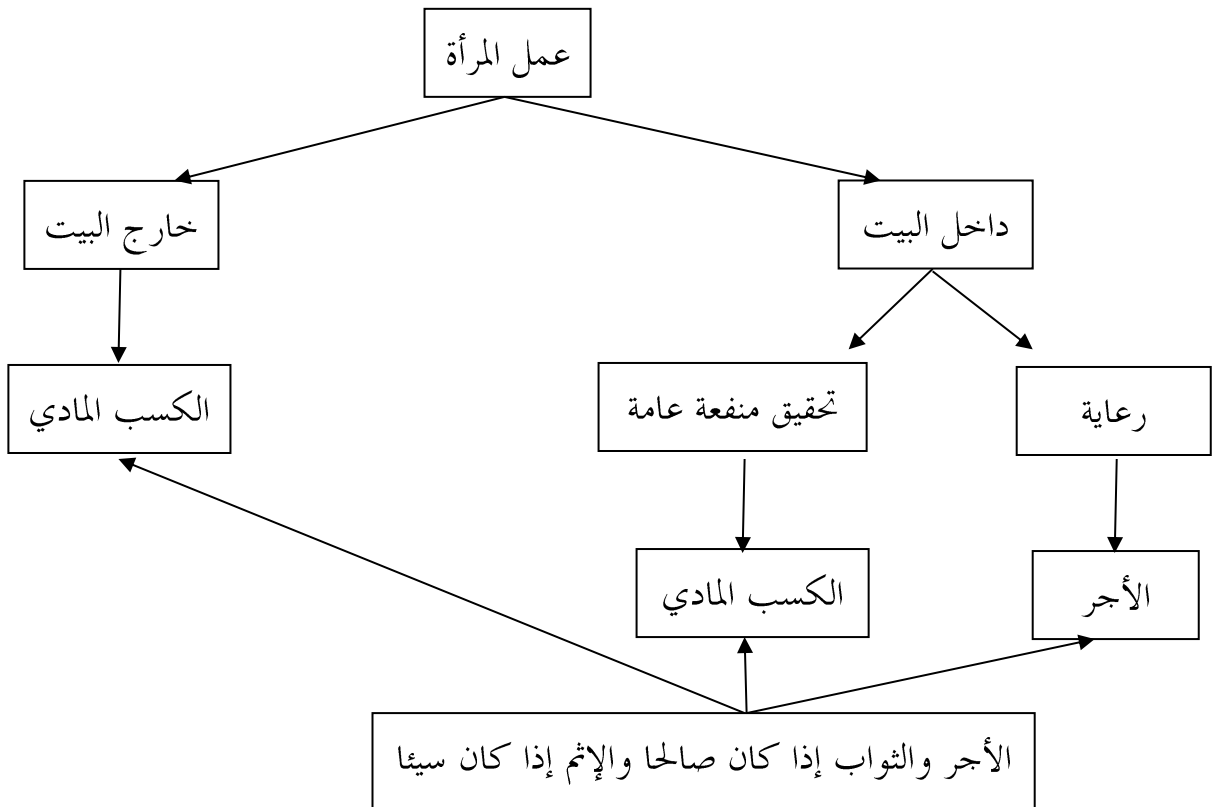 عمل المرأة
داخل البيت
خارج البيت
رعاية
تحقيق منفعة عامة
الكسب المادي
الأجر
الكسب المادي
الأجر والثواب إذا كان صالحا والإثم إذا كان سيئا